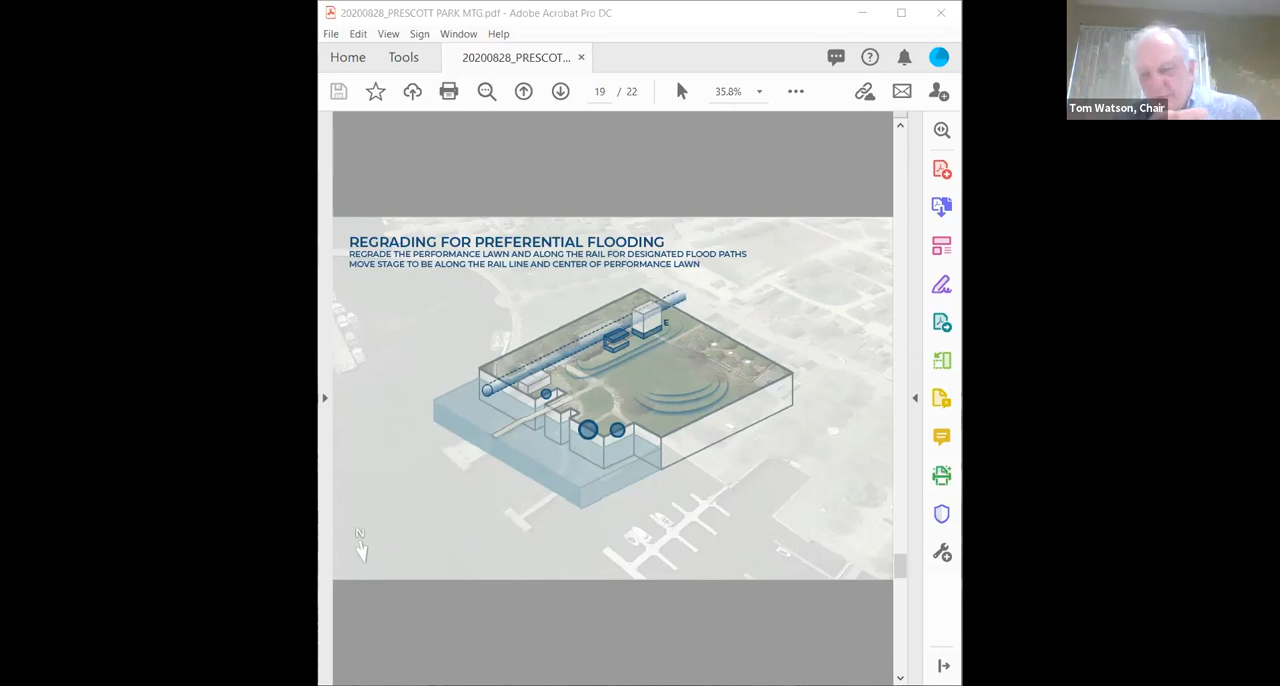 20200828_PRESCOTT PARK MTG.pdf - Adobe Acrobat Pro DC
File Edit View Window Sign Help
Home Tools 20200828_PRESCOT... ×
19 / 22 35.8%
Tom Watson, Chair
REGRADING FOR PREFERENTIAL FLOODING
REGRADE THE PERFORMANCE LAWN AND ALONG THE RAIL FOR DESIGNATED FLOOD PATHS
MOVE STAGE TO BE ALONG THE RAIL LINE AND CENTER OF PERFORMANCE LAWN
E
N